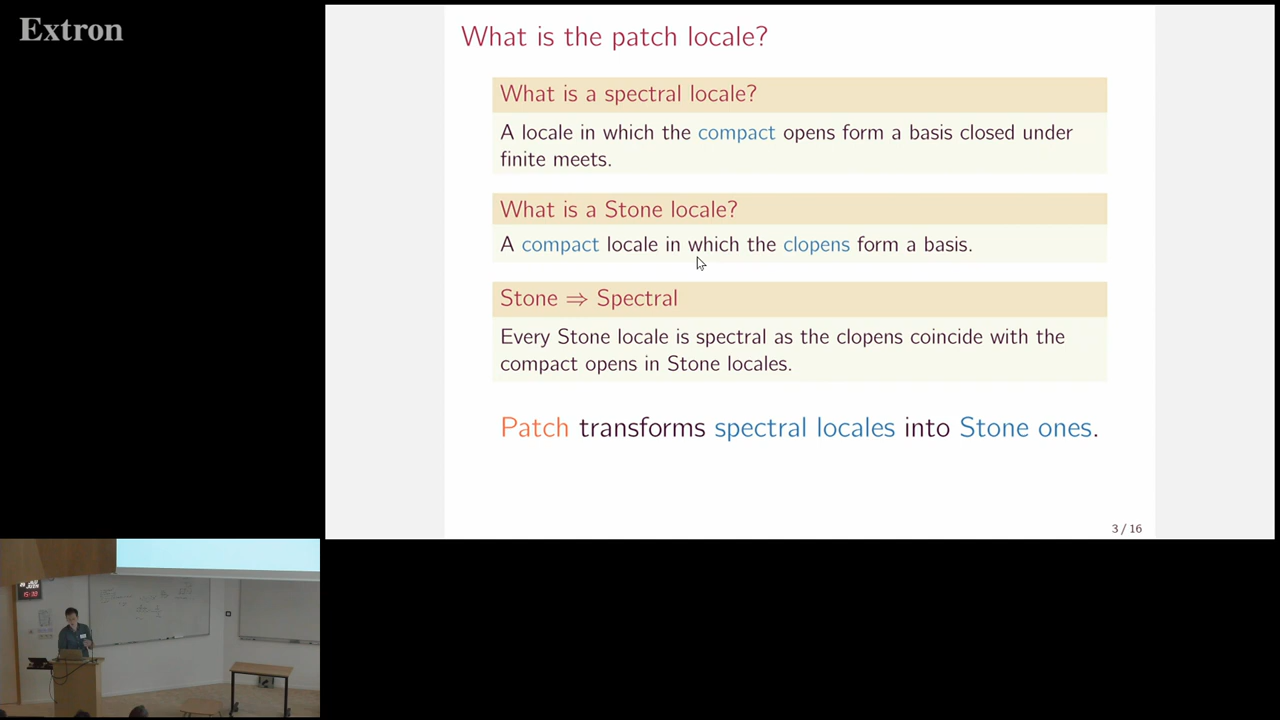 Extron
What is the patch locale?
What is a spectral locale?
A locale in which the compact opens form a basis closed under
finite meets.
What is a Stone locale?
A compact locale in which the clopens form a basis.
Stone ⇒ Spectral
Every Stone locale is spectral as the clopens coincide with the
compact opens in Stone locales.
Patch transforms spectral locales into Stone ones.
3 / 16